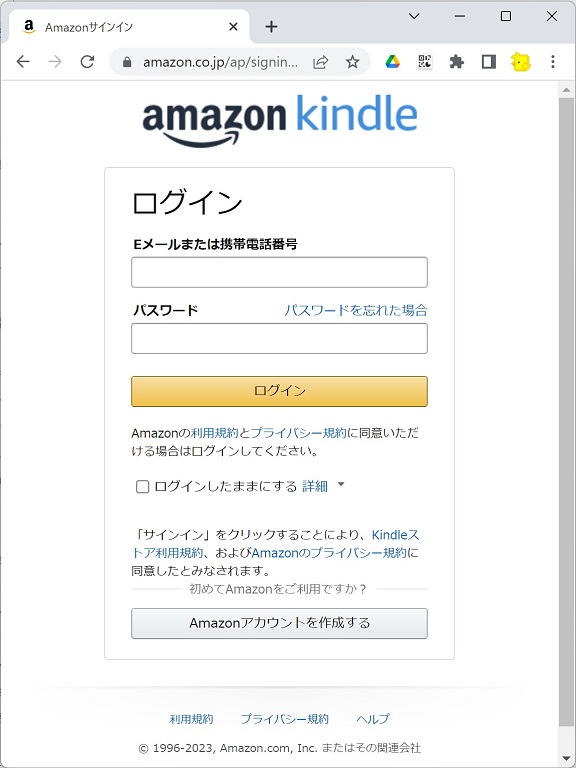 Amazonサインイン
amazon.co.jp/ap/signin...
amazon kindle
ログイン
Eメールまたは携帯電話番号
パスワード パスワードを忘れた場合
ログイン
Amazonの利用規約とプライバシー規約に同意いただ
ける場合はログインしてください。
ログインしたままにする 詳細
「サインイン」をクリックすることにより、Kindleス
トア利用規約、およびAmazonのプライバシー規約に
同意したとみなされます。
初めてAmazonをご利用ですか？
Amazonアカウントを作成する
利用規約 プライバシー規約 ヘルプ
© 1996-2023, Amazon.com, Inc. またはその関連会社